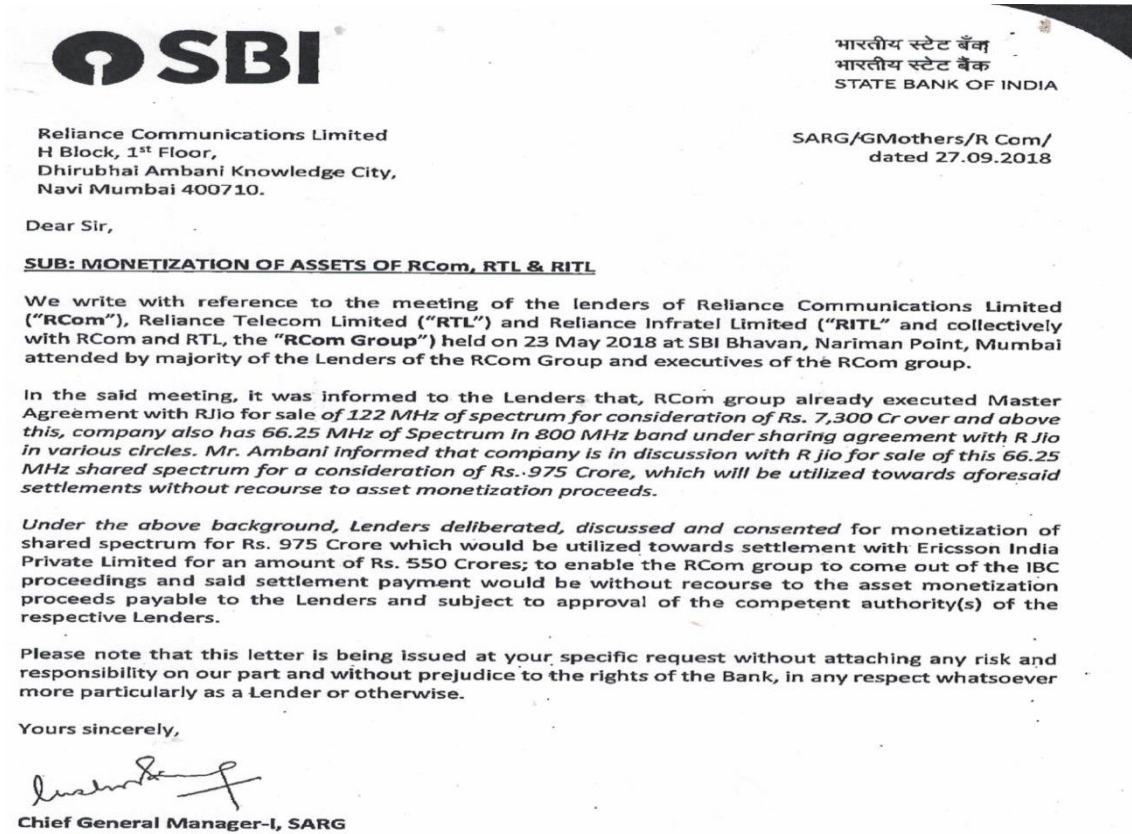 SBI
भारतीय स्टेट बँक
भारतीय स्टेट बैंक
STATE BANK OF INDIA
Reliance Communications Limited
H Block, 1st Floor,
Dhirubhai Ambani Knowledge City,
Navi Mumbai 400710.
SARG/GMothers/R Com/
dated 27.09.2018
Dear Sir,
SUB: MONETIZATION OF ASSETS OF RCom, RTL & RITL
We write with reference to the meeting of the lenders of Reliance Communications Limited
("RCom"), Reliance Telecom Limited ("RTL") and Reliance Infratel Limited ("RITL" and collectively
with RCom and RTL, the "RCom Group") held on 23 May 2018 at SBI Bhavan, Nariman Point, Mumbai
attended by majority of the Lenders of the RCom Group and executives of the RCom group.
In the said meeting, it was informed to the Lenders that, RCom group already executed Master
Agreement with RJio for sale of 122 MHz of spectrum for consideration of Rs. 7,300 Cr over and above
this, company also has 66.25 MHz of Spectrum in 800 MHz band under sharing agreement with R Jio
in various circles. Mr. Ambani informed that company is in discussion with R jio for sale of this 66.25
MHz shared spectrum for a consideration of Rs. 975 Crore, which will be utilized towards aforesaid
settlements without recourse to asset monetization proceeds.
Under the above background, Lenders deliberated, discussed and consented for monetization of
shared spectrum for Rs. 975 Crore which would be utilized towards settlement with Ericsson India
Private Limited for an amount of Rs. 550 Crores; to enable the RCom group to come out of the IBC
proceedings and said settlement payment would be without recourse to the asset monetization
proceeds payable to the Lenders and subject to approval of the competent authority(s) of the
respective Lenders.
Please note that this letter is being issued at your specific request without attaching any risk and
responsibility on our part and without prejudice to the rights of the Bank, in any respect whatsoever
more particularly as a Lender or otherwise.
Yours sincerely,
Chief General Manager-I, SARG